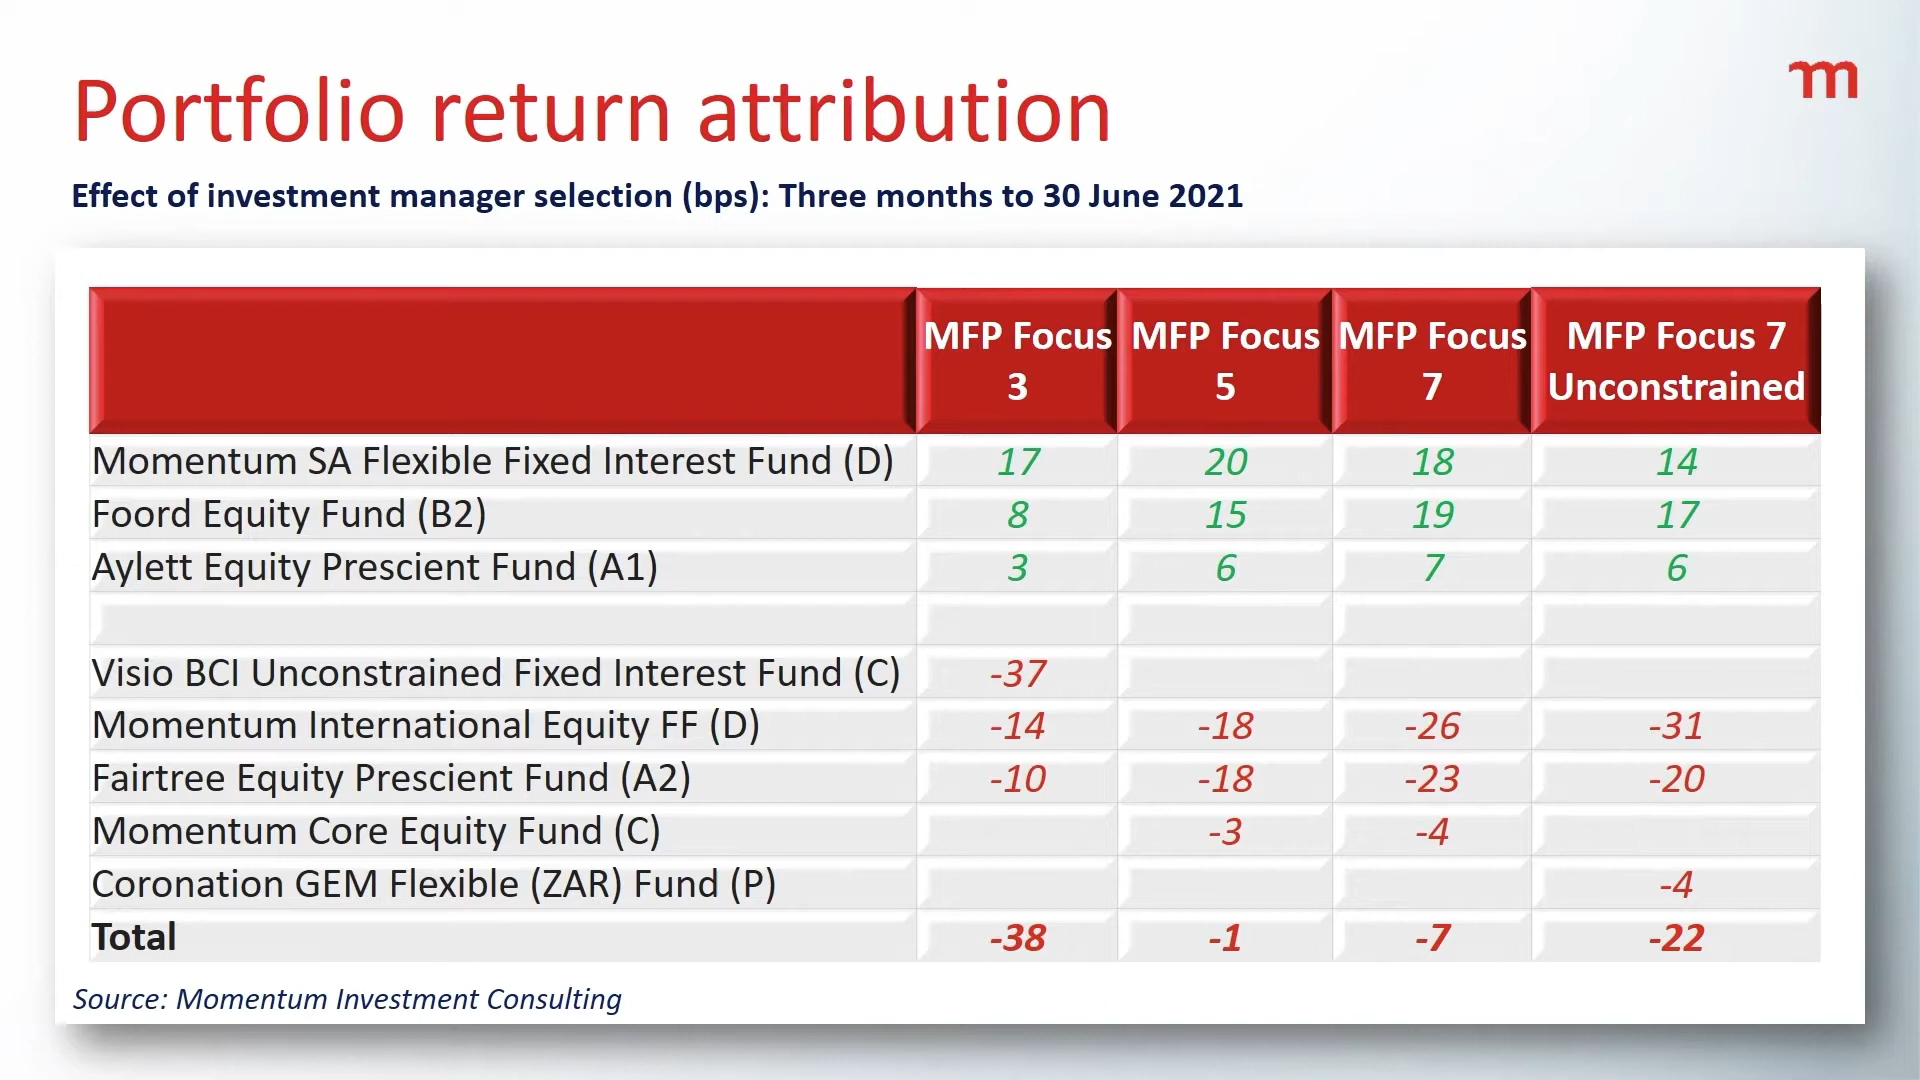 Portfolio return attribution
m
Effect of investment manager selection (bps): Three months to 30 June 2021
MFP Focus 3 MFP Focus 5 MFP Focus 7 MFP Focus 7 Unconstrained
Momentum SA Flexible Fixed Interest Fund (D) 17 20 18 14
Foord Equity Fund (B2) 8 15 19 17
Aylett Equity Prescient Fund (A1) 3 6 7 6
Visio BCI Unconstrained Fixed Interest Fund (C) -37
Momentum International Equity FF (D) -14 -18 -26 -31
Fairtree Equity Prescient Fund (A2) -10 -18 -23 -20
Momentum Core Equity Fund (C) -3 -4
Coronation GEM Flexible (ZAR) Fund (P) -4
Total -38 -1 -7 -22
Source: Momentum Investment Consulting